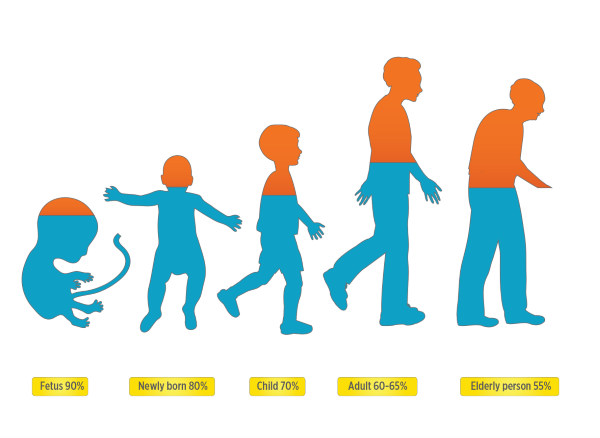 Fetus 90%
Newly born 80%
Child 70%
Adult 60-65%
Elderly person 55%